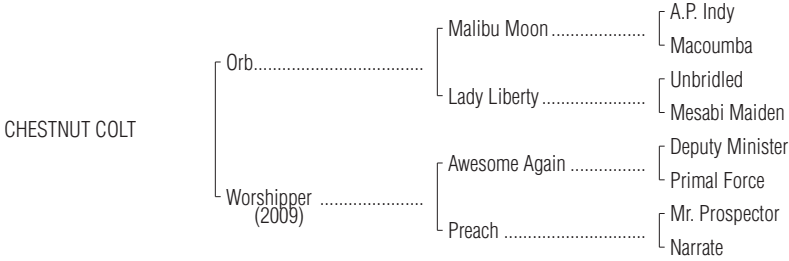 A.P. Indy
Malibu Moon ......................
Macoumba
Orb..................................
Unbridled
Lady Liberty ........................
Mesabi Maiden
CHESTNUT COLT
Deputy Minister
Awesome Again .................
Primal Force
Worshipper .......................
(2009)
Mr. Prospector
Preach ................................
Narrate